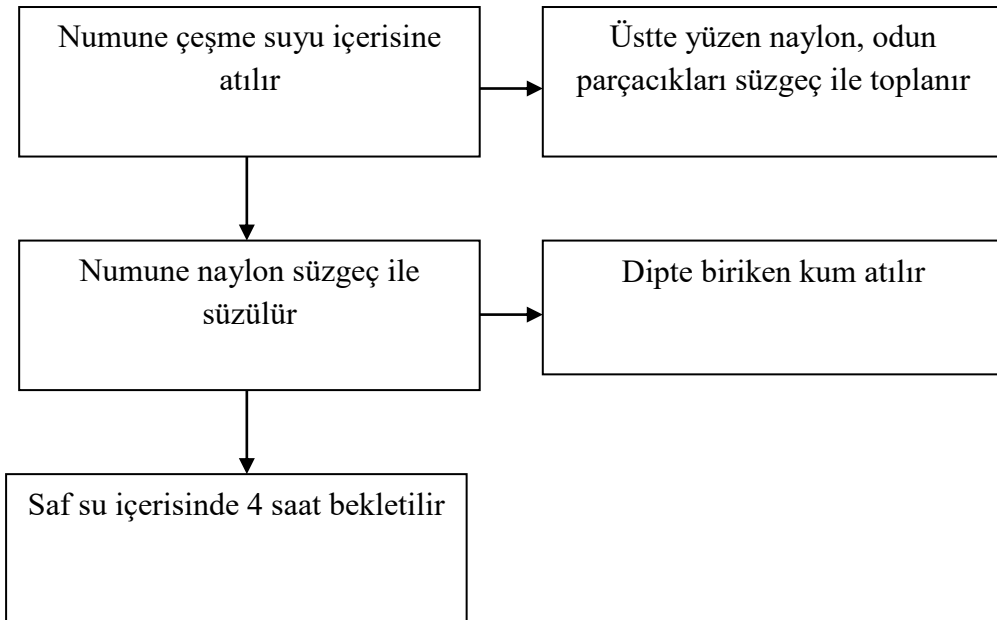 Numune çeşme suyu içerisine
atılır
Üstte yüzen naylon, odun
parçacıkları süzgeç ile toplanır
Numune naylon süzgeç ile
süzülür
Dipte biriken kum atılır
Saf su içerisinde 4 saat bekletilir